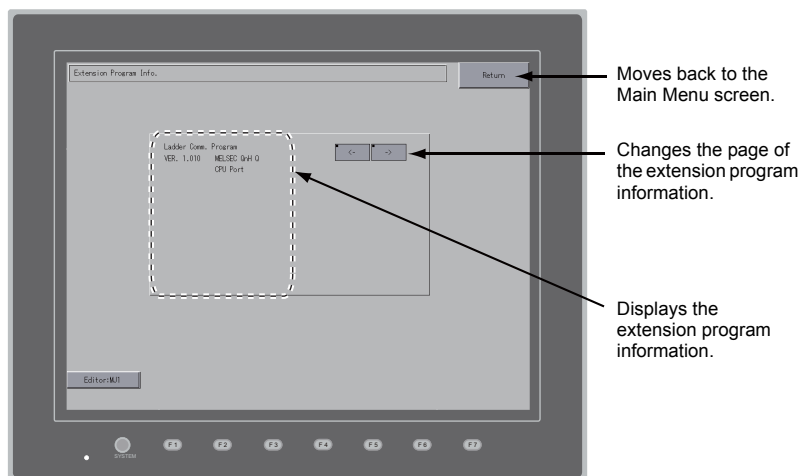 Extension Program Info.
Return
Ladder Comm. Program
VER. 1.010 MELSEC QnH Q
CPU Port
<- ->
Editor:MJ1
SYSTEM
F1 F2 F3 F4 F5 F6 F7
Moves back to the
Main Menu screen.
Changes the page of
the extension program
information.
Displays the
extension program
information.